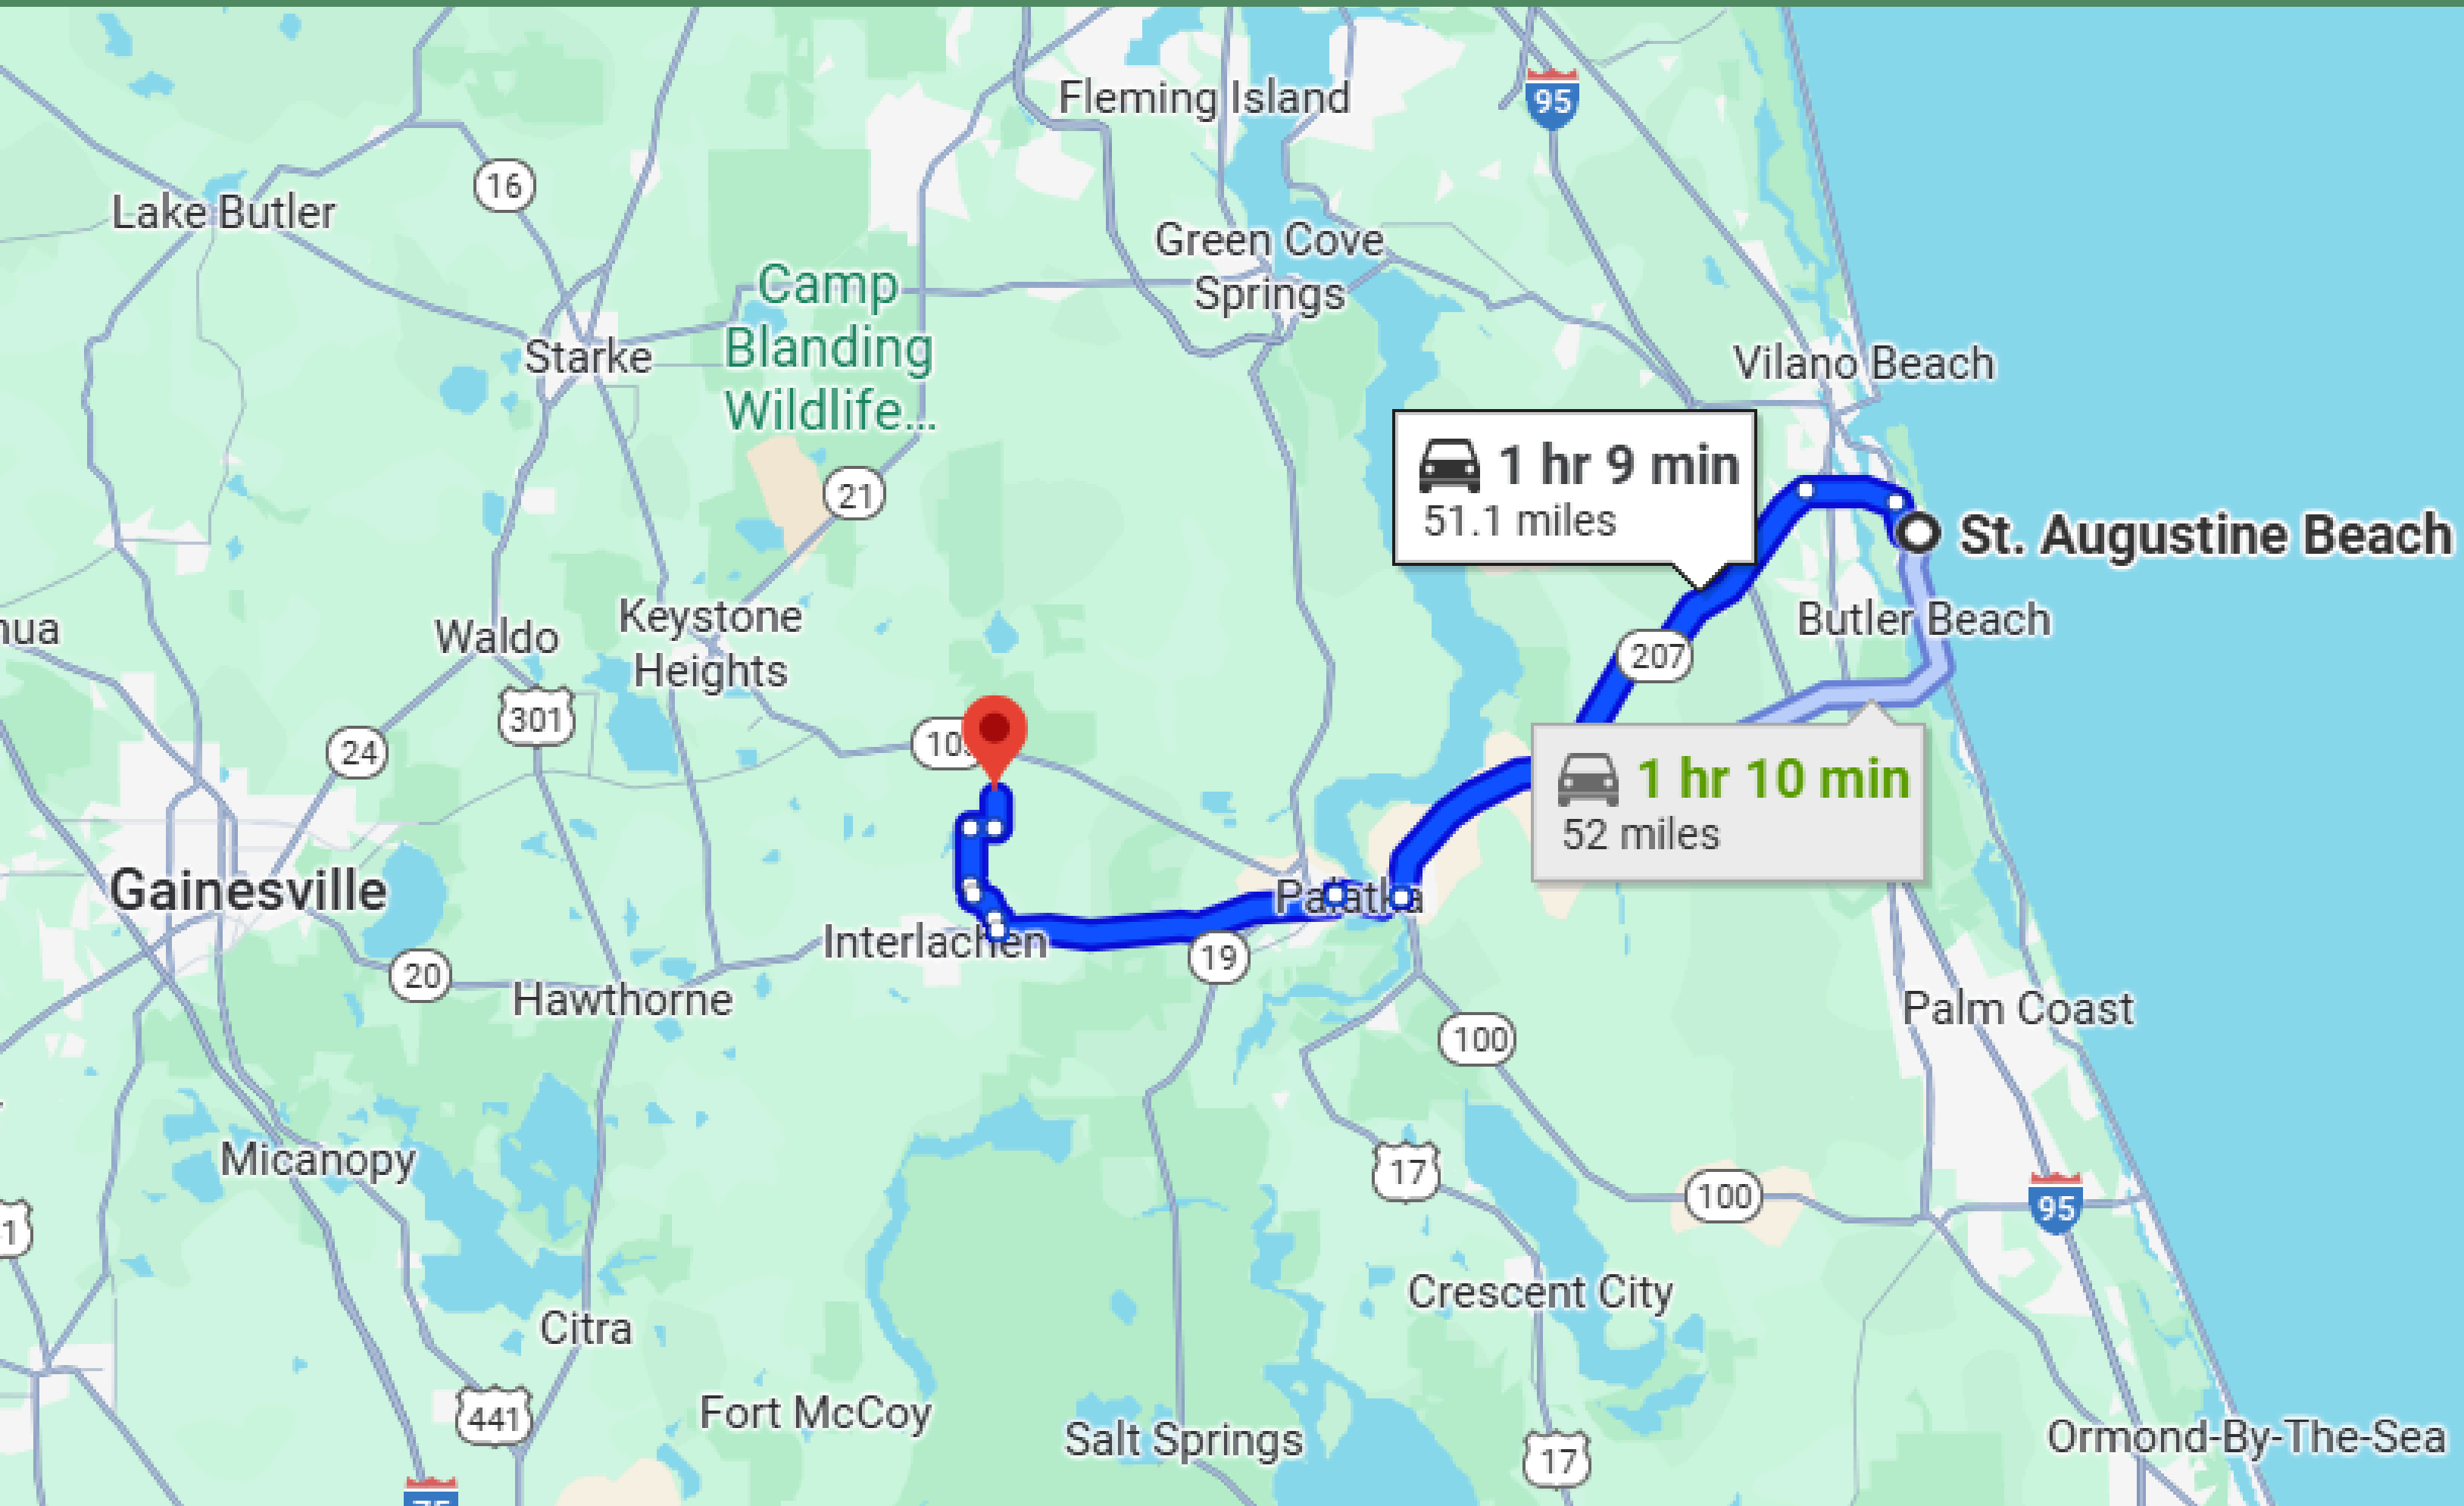 Fleming Island
95
16
Lake Butler
Green Cove
Springs
Camp
Blanding
Wildlife...
Starke
Vilano Beach
1 hr 9 min
51.1 miles
21
St. Augustine Beach
Keystone
Heights
Waldo
Butler Beach
207
301
24
10
1 hr 10 min
52 miles
Gainesville
Palatka
Interlachen
19
20
Hawthorne
Palm Coast
100
Micanopy
17
100
95
1
Crescent City
Citra
441
Fort McCoy
Salt Springs
17
Ormond-By-The-Sea